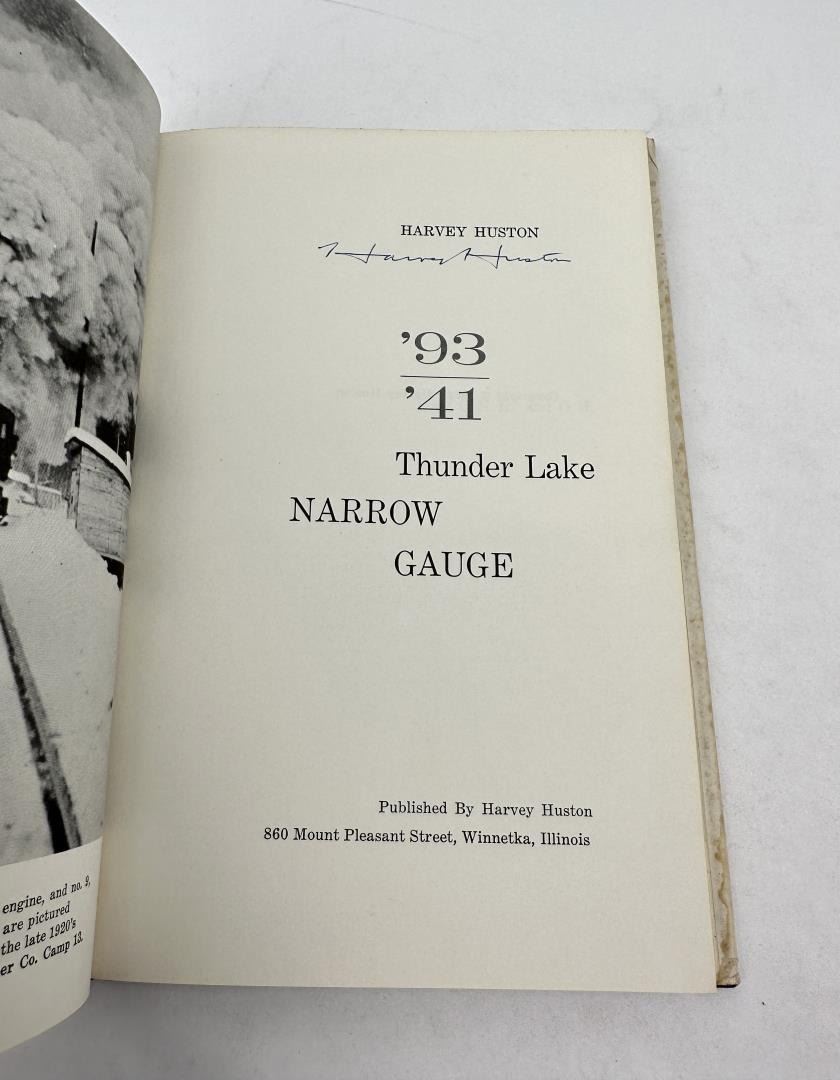 engine, and no. 9,
are pictured
the late 1920's
er Co. Camp 13.
HARVEY HUSTON
Harvey Huston
'93
'41
Thunder Lake
NARROW
GAUGE
Published By Harvey Huston
860 Mount Pleasant Street, Winnetka, Illinois